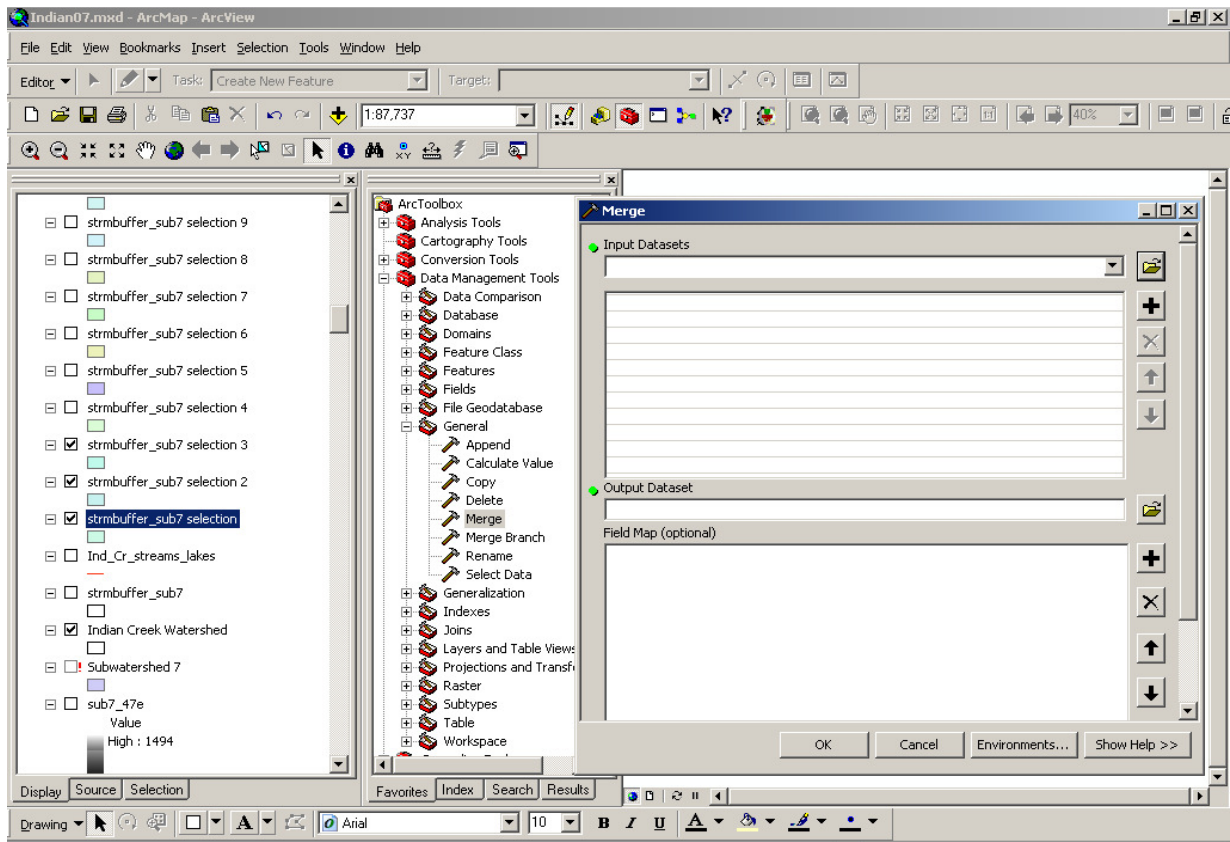 Indian07.mxd - ArcMap - ArcView
File Edit View Bookmarks Insert Selection Tools Window Help
Editor Task: Create New Feature Target:
1:87,737 40%
XY
strmbuffer_sub7 selection 9
strmbuffer_sub7 selection 8
strmbuffer_sub7 selection 7
strmbuffer_sub7 selection 6
strmbuffer_sub7 selection 5
strmbuffer_sub7 selection 4
strmbuffer_sub7 selection 3
strmbuffer_sub7 selection 2
strmbuffer_sub7 selection
Ind_Cr_streams_lakes
strmbuffer_sub7
Indian Creek Watershed
Subwatershed 7
sub7_47e
Value
High : 1494
Display Source Selection
ArcToolbox
Analysis Tools
Cartography Tools
Conversion Tools
Data Management Tools
Data Comparison
Database
Domains
Feature Class
Features
Fields
File Geodatabase
General
Append
Calculate Value
Copy
Delete
Merge
Merge Branch
Rename
Select Data
Generalization
Indexes
Joins
Layers and Table Views
Projections and Transf
Raster
Subtypes
Table
Workspace
Favorites Index Search Results
Merge
Input Datasets
Output Dataset
Field Map (optional)
OK Cancel Environments... Show Help >>
Drawing A Arial 10 B I U A